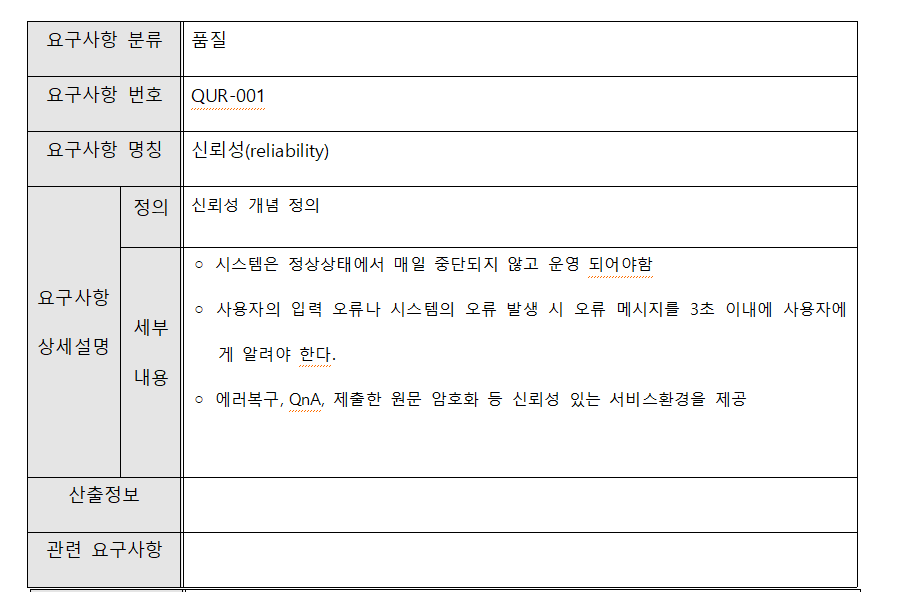 요구사항 분류 품질
요구사항 번호 QUR-001
요구사항 명칭 신뢰성(reliability)
요구사항
상세설명
정의 신뢰성 개념 정의
세부
내용
○ 시스템은 정상상태에서 매일 중단되지 않고 운영 되어야함
○ 사용자의 입력 오류나 시스템의 오류 발생 시 오류 메시지를 3초 이내에 사용자에
게 알려야 한다.
○ 에러복구, QnA, 제출한 원문 암호화 등 신뢰성 있는 서비스환경을 제공
산출정보
관련 요구사항